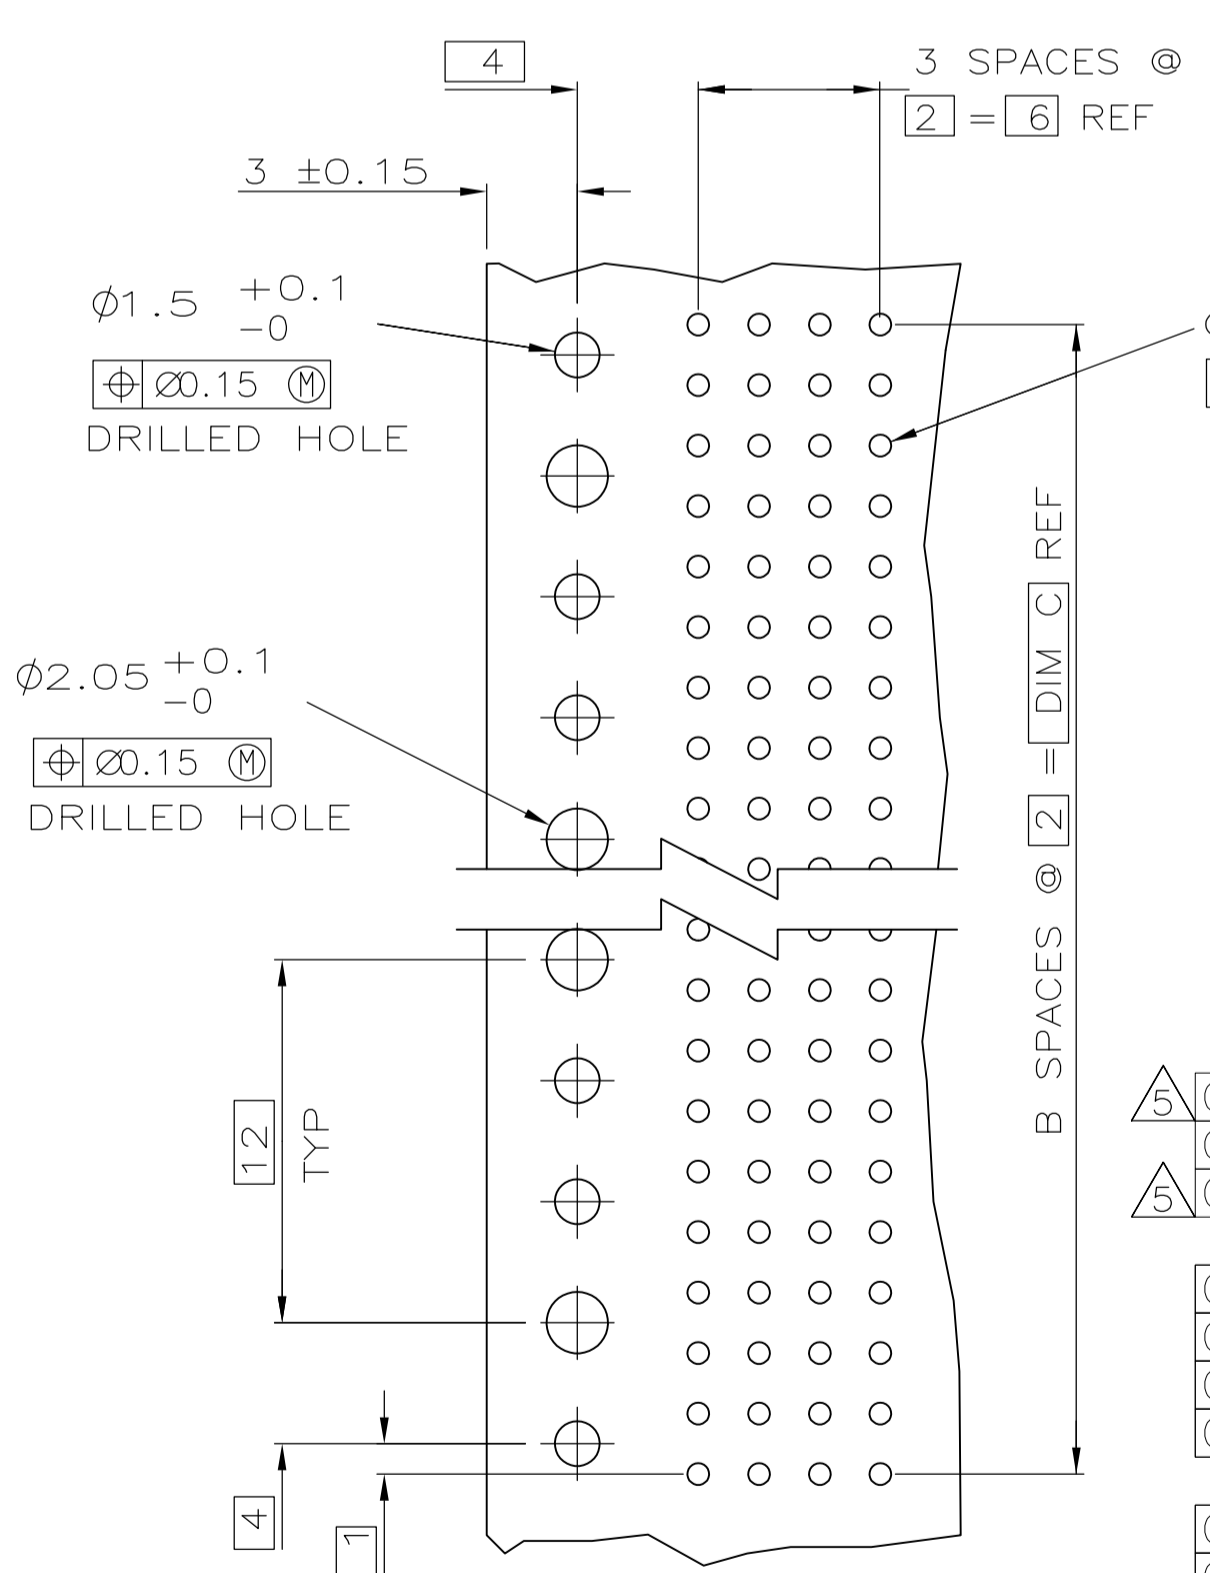 4
3 SPACES @
2 = 6 REF
3 ±0.15
Ø1.5 +0.1
-0
⌖ Ø0.15 Ⓜ
DRILLED HOLE
Ø2.05 +0.1
-0
⌖ Ø0.15 Ⓜ
DRILLED HOLE
B SPACES @ 2 = DIM C REF
12
TYP
5
5
4
1